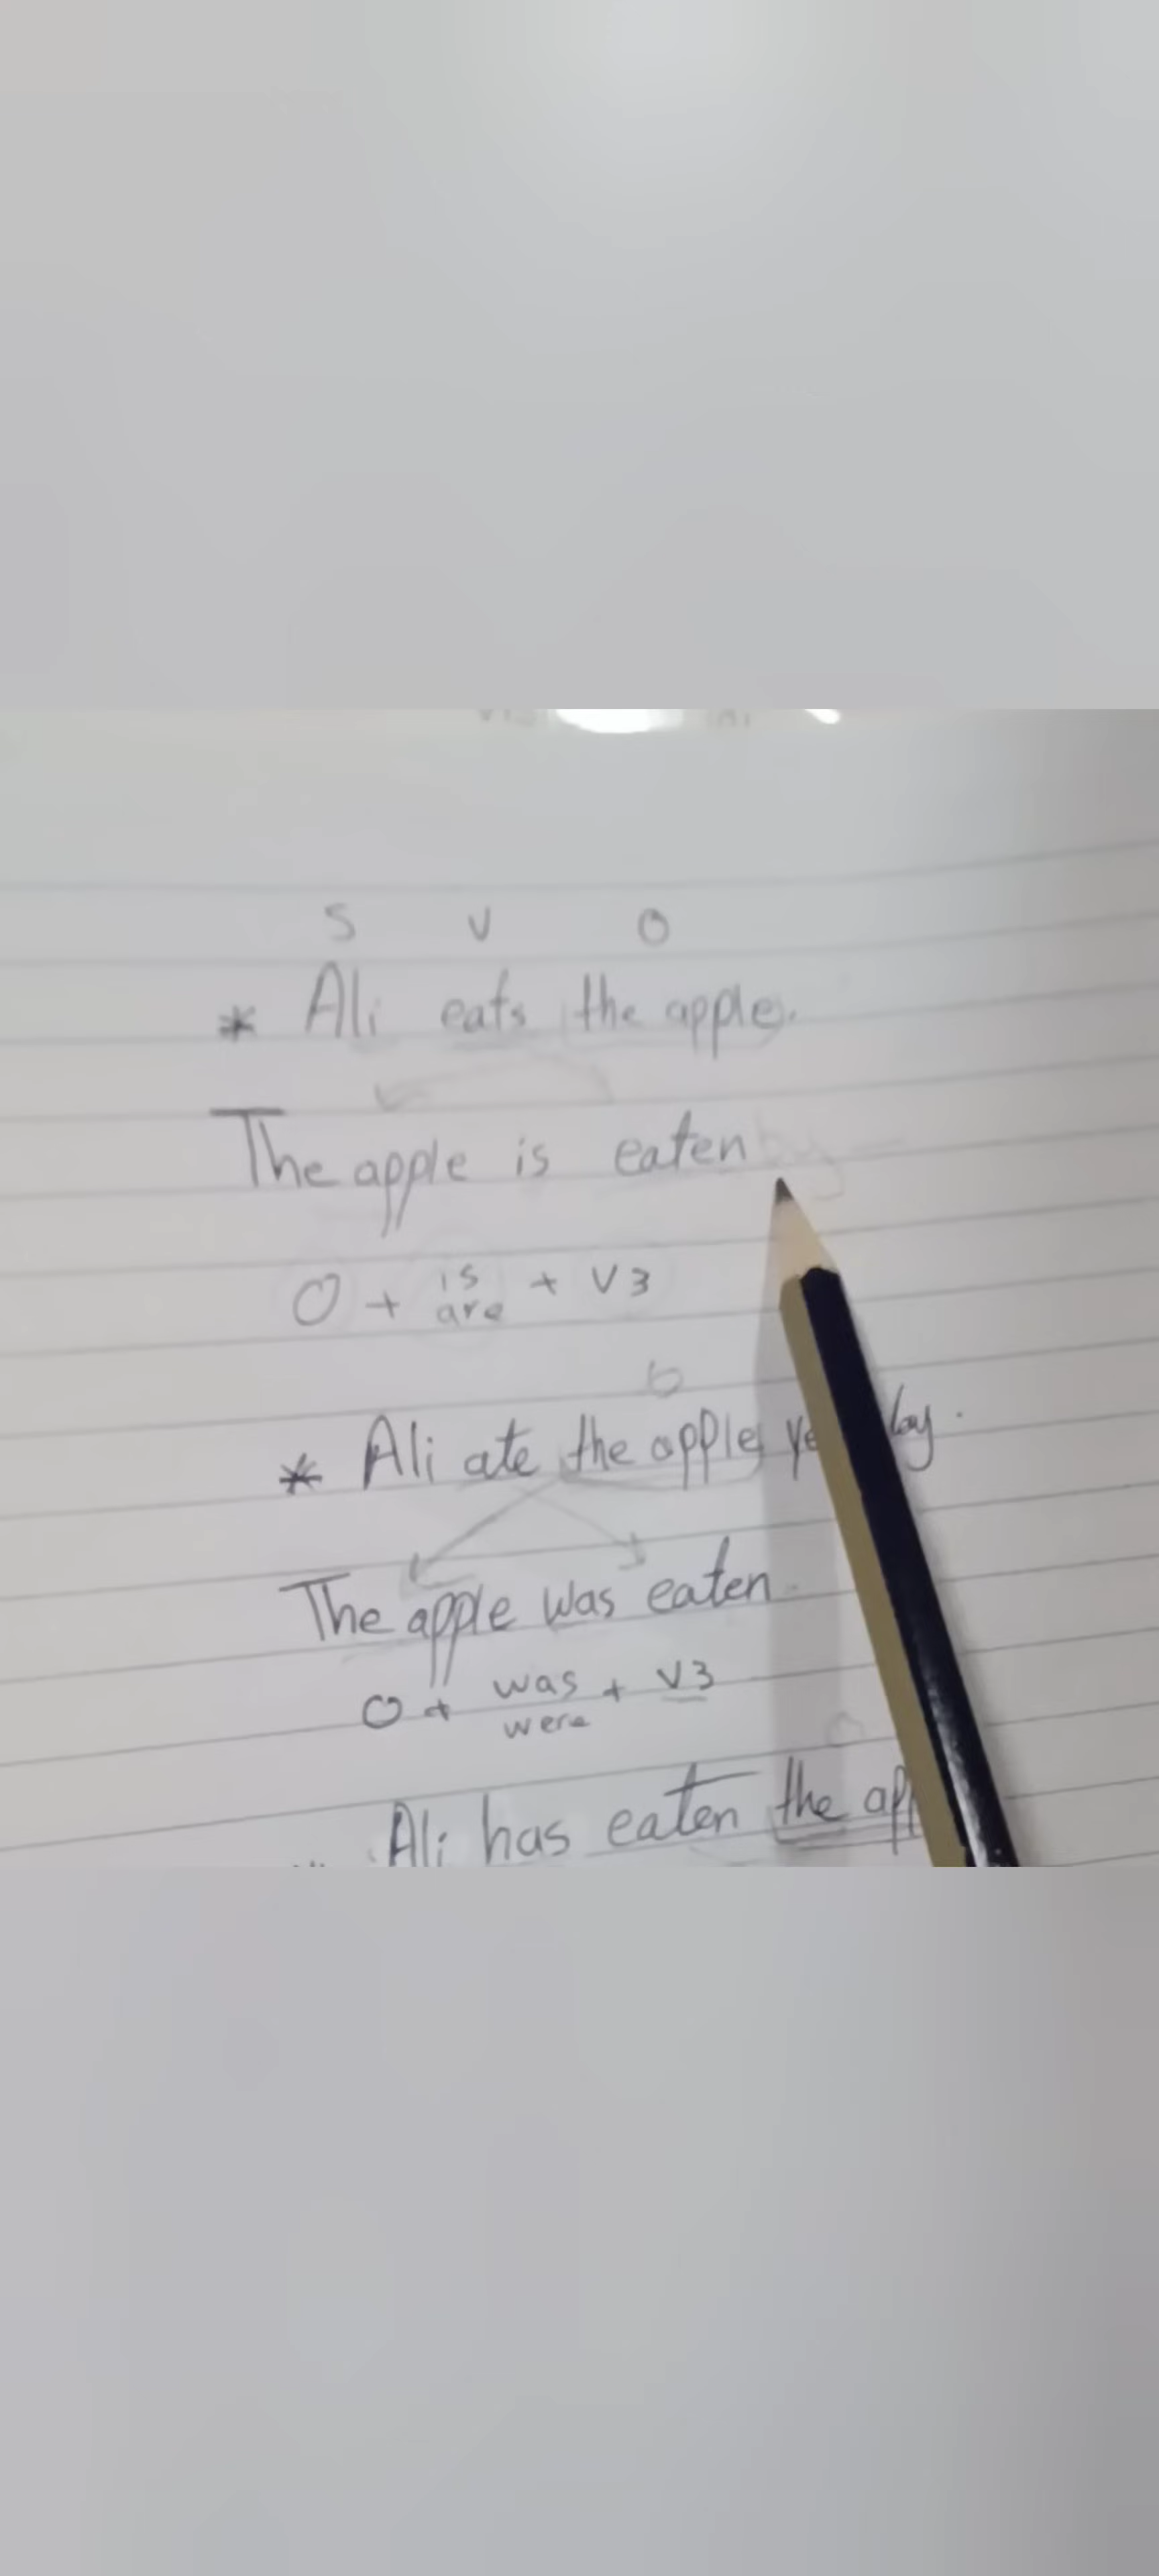 S V O
* Ali eats the apple.
The apple is eaten
O + is are + V3
* Ali ate the apple
The apple was eaten
O + was were + V3
Ali has eaten the